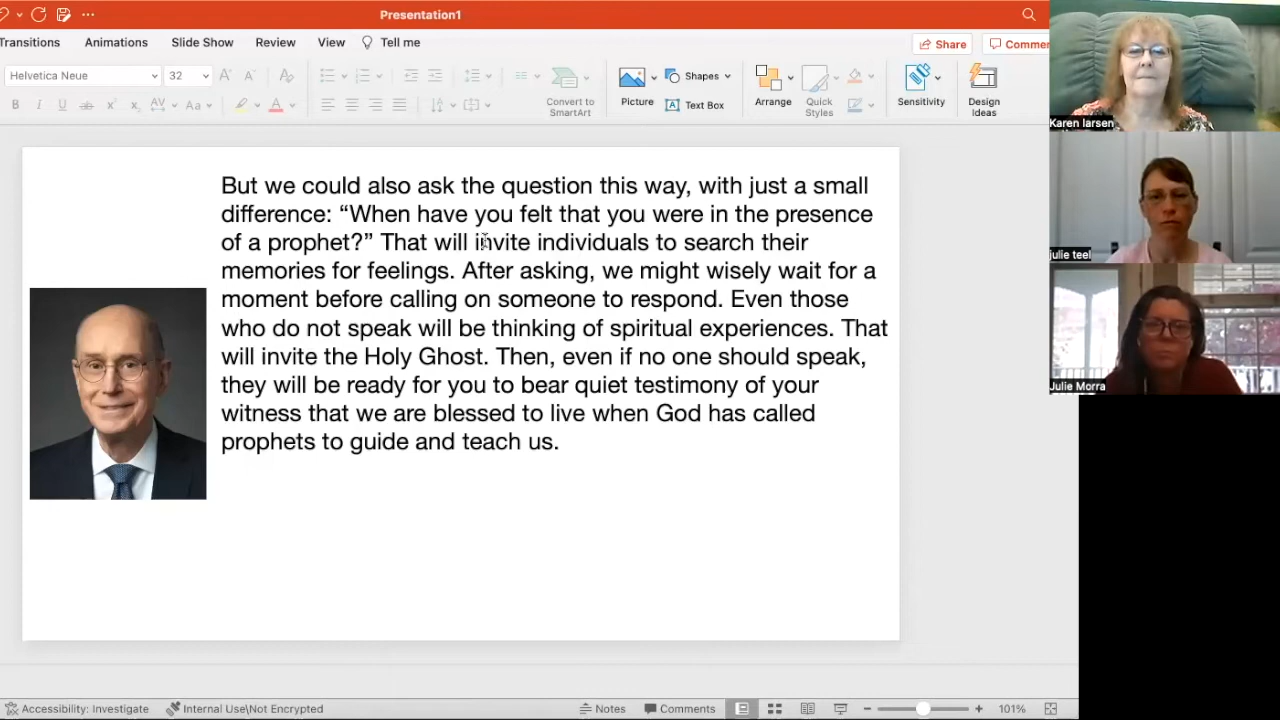 Presentation1
Transitions
Animations
Slide Show
Review
View
Tell me
Share
Helvetica Neue
32
Convert to
SmartArt
Picture
Shapes
Text Box
Arrange
Quick
Styles
Sensitivity
Design
Ideas
Karen larsen
julie teel
Julie Morra
But we could also ask the question this way, with just a small
difference: “When have you felt that you were in the presence
of a prophet?” That will invite individuals to search their
memories for feelings. After asking, we might wisely wait for a
moment before calling on someone to respond. Even those
who do not speak will be thinking of spiritual experiences. That
will invite the Holy Ghost. Then, even if no one should speak,
they will be ready for you to bear quiet testimony of your
witness that we are blessed to live when God has called
prophets to guide and teach us.
Accessibility: Investigate
Internal Use\Not Encrypted
Notes
Comments
101%